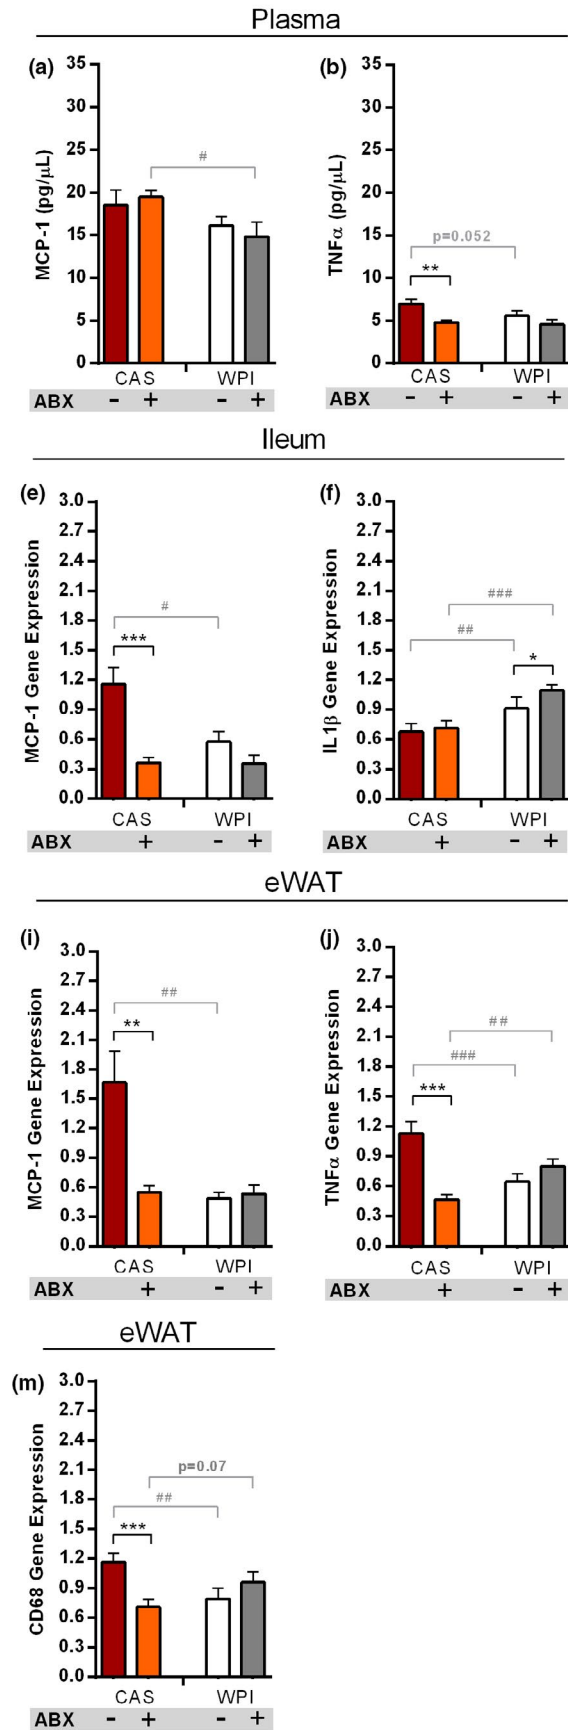 Plasma
(a)
MCP-1 (pg/μL)
35
30
25
20
15
10
5
0
#
CAS WPI
ABX - + - +
(b)
TNFα (pg/μL)
35
30
25
20
15
10
5
0
p=0.052
**
CAS WPI
ABX - + - +
Ileum
(e)
MCP-1 Gene Expression
3.0
2.7
2.4
2.1
1.8
1.5
1.2
0.9
0.6
0.3
0.0
#
***
CAS WPI
ABX + - +
(f)
IL1β Gene Expression
3.0
2.7
2.4
2.1
1.8
1.5
1.2
0.9
0.6
0.3
0.0
###
##
*
CAS WPI
ABX + - +
eWAT
(i)
MCP-1 Gene Expression
3.0
2.7
2.4
2.1
1.8
1.5
1.2
0.9
0.6
0.3
0.0
##
**
CAS WPI
ABX + - +
(j)
TNFα Gene Expression
3.0
2.7
2.4
2.1
1.8
1.5
1.2
0.9
0.6
0.3
0.0
##
###
***
CAS WPI
ABX + - +
eWAT
(m)
CD68 Gene Expression
3.0
2.7
2.4
2.1
1.8
1.5
1.2
0.9
0.6
0.3
0.0
p=0.07
##
***
CAS WPI
ABX + - +